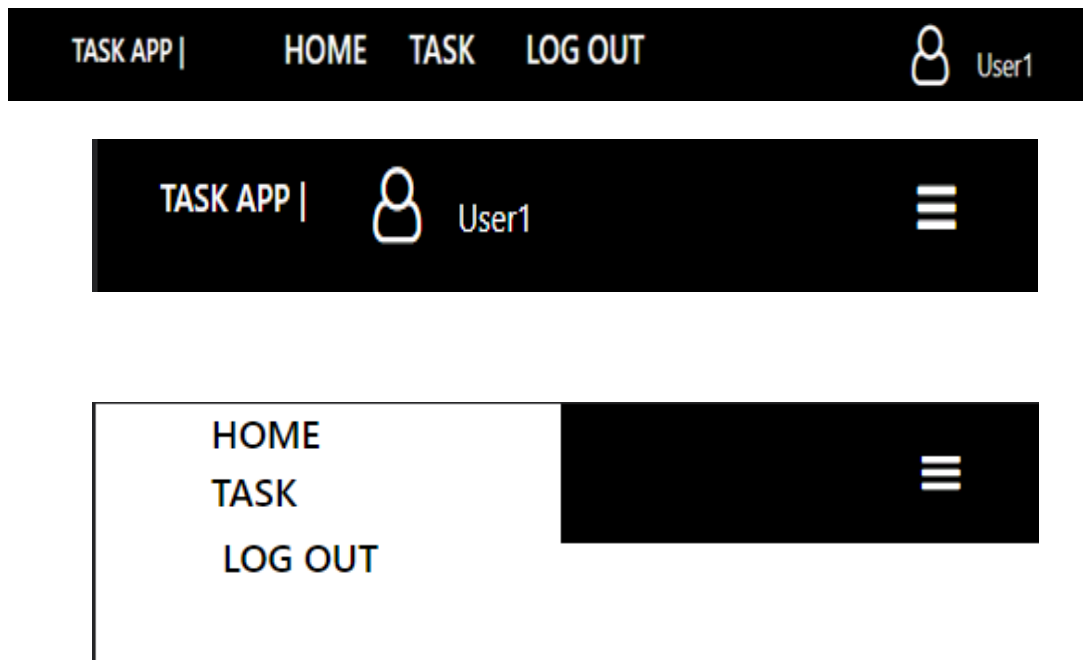 TASK APP | HOME TASK LOG OUT User1
TASK APP | User1
HOME
TASK
LOG OUT